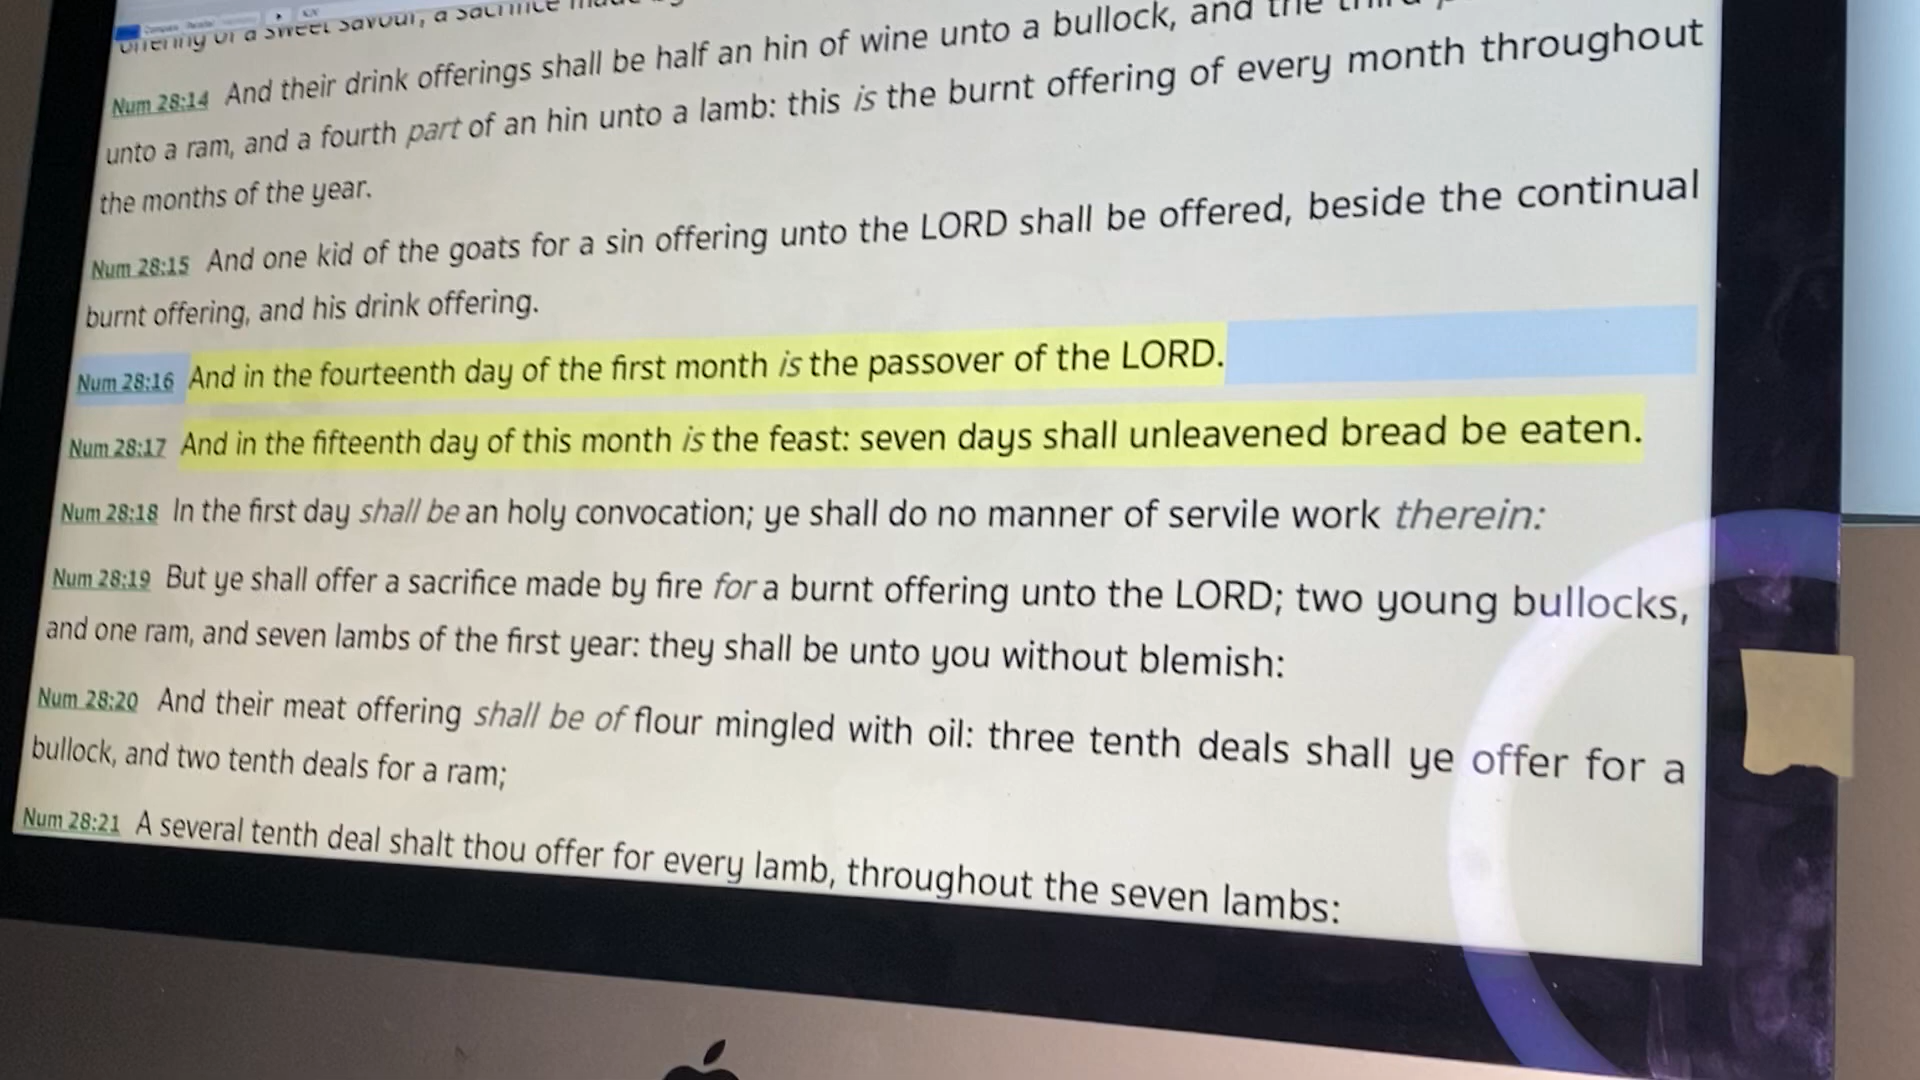 offering of a sweet savour, a sacrifice
Num 28:14 And their drink offerings shall be half an hin of wine unto a bullock, and the third
unto a ram, and a fourth part of an hin unto a lamb: this is the burnt offering of every month throughout
the months of the year.
Num 28:15 And one kid of the goats for a sin offering unto the LORD shall be offered, beside the continual
burnt offering, and his drink offering.
Num 28:16 And in the fourteenth day of the first month is the passover of the LORD.
Num 28:17 And in the fifteenth day of this month is the feast: seven days shall unleavened bread be eaten.
Num 28:18 In the first day shall be an holy convocation; ye shall do no manner of servile work therein:
Num 28:19 But ye shall offer a sacrifice made by fire for a burnt offering unto the LORD; two young bullocks,
and one ram, and seven lambs of the first year: they shall be unto you without blemish:
Num 28:20 And their meat offering shall be of flour mingled with oil: three tenth deals shall ye offer for a
bullock, and two tenth deals for a ram;
Num 28:21 A several tenth deal shalt thou offer for every lamb, throughout the seven lambs: